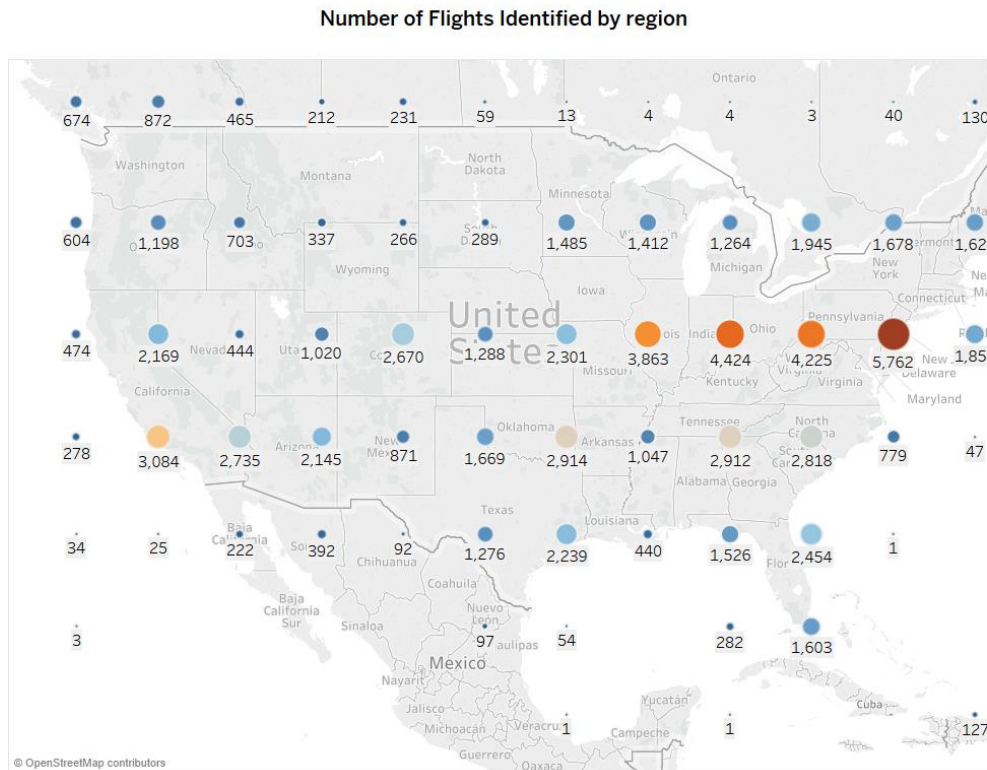 Number of Flights Identified by region
Ontario
674 872 465 212 231 59 13 4 4 3 40 130
Washington
Montana
North
Dakota
Minnesota
604 1,198 703 337 266 289 1,485 1,412 1,264 1,945 1,678
Wyoming
Michigan
New
York
Iowa
Connecticut
United
Pennsylvania
Ohio
474 2,169 444 1,020 2,670 1,288 2,301 3,863 4,424 4,225 5,762
Missouri
Kentucky
Virginia
Delaware
California
Maryland
Oklahoma
Arkansas
Tennessee
North
278 3,084 2,735 2,145 871 1,669 2,914 1,047 2,912 2,818 779 47
Alabama Georgia
Texas
Louisiana
Baja
34 25 222 392 92 1,276 2,239 440 1,526 2,454 1
Chihuahua
Coahuila
Baja
California
Sur
Sinaloa
Nuevo
León
3 97 54 282 1,603
Mexico
Nayarit
Cuba
Yucatán
Jalisco
Michoacán
Veracruz
1 1 127
Campeche
Guerrero
Oaxaca
© OpenStreetMap contributors